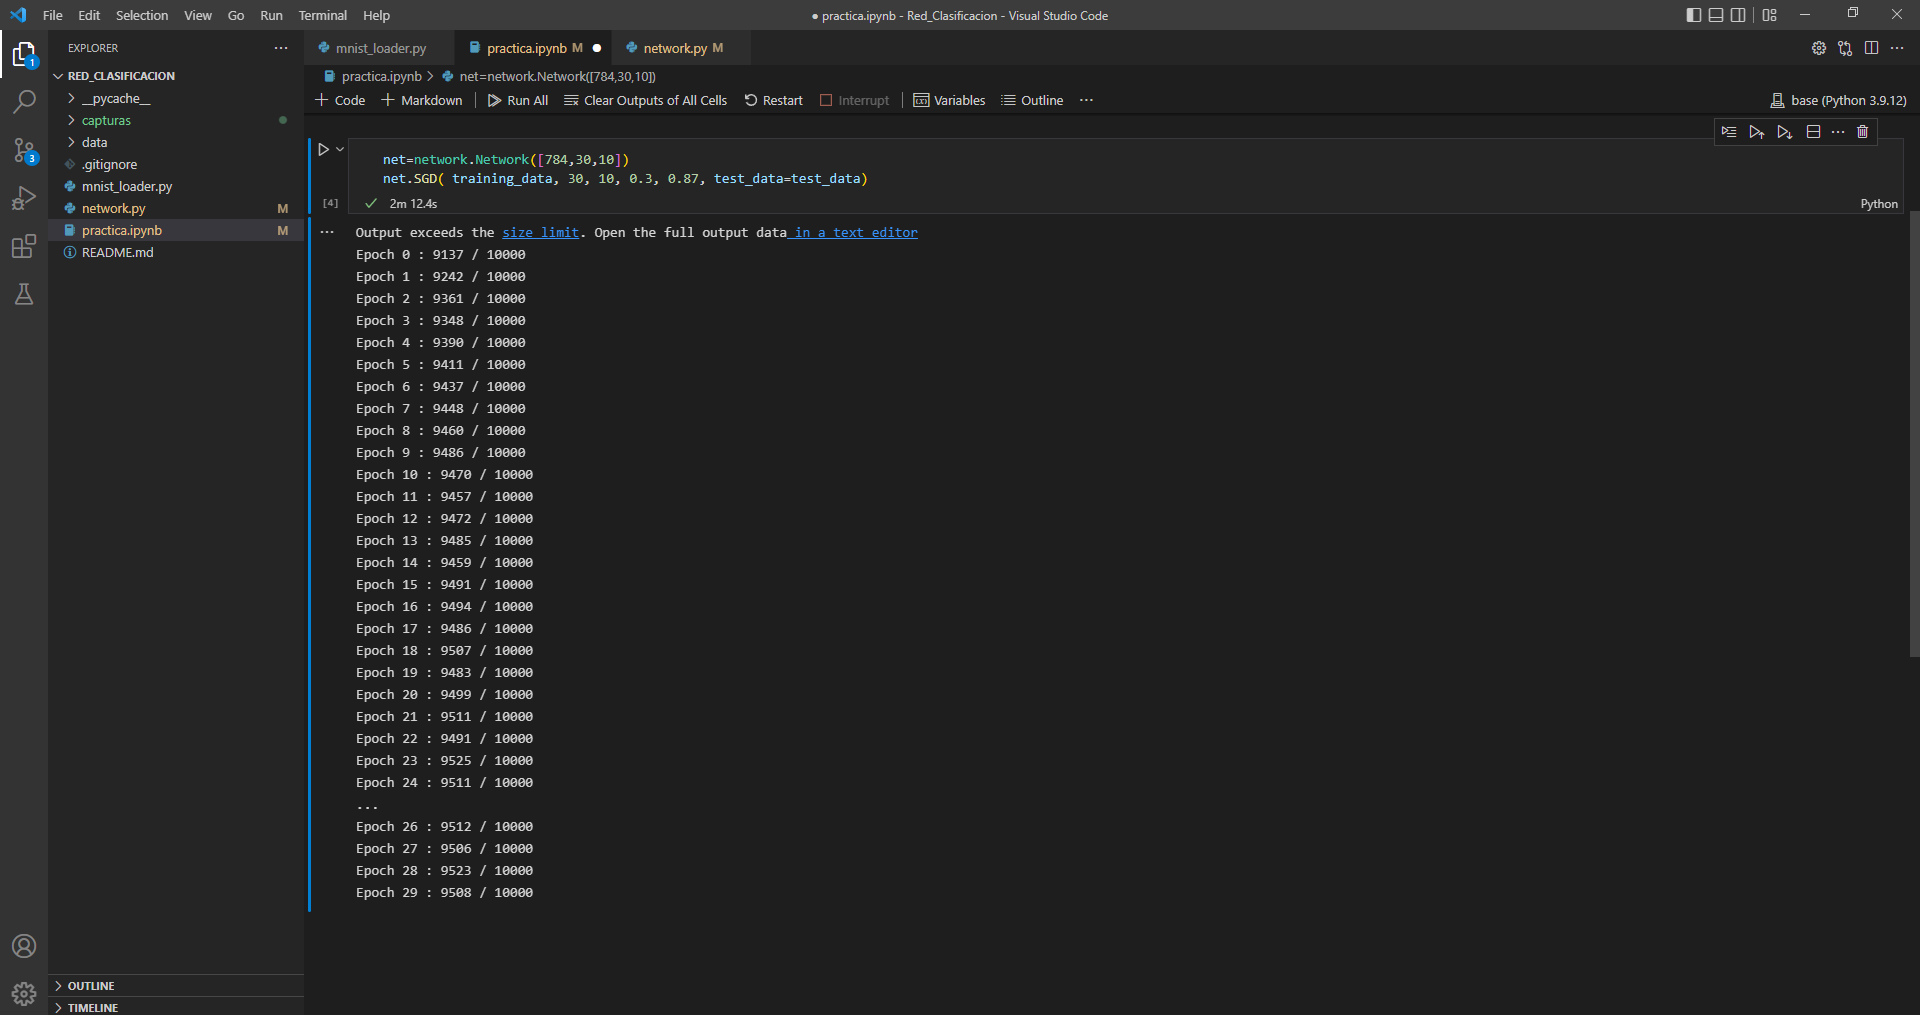 File Edit Selection View Go Run Terminal Help
● practica.ipynb - Red_Clasificacion - Visual Studio Code
EXPLORER
RED_CLASIFICACION
__pycache__
capturas
data
.gitignore
mnist_loader.py
network.py M
practica.ipynb M
README.md
OUTLINE
TIMELINE
1
3
mnist_loader.py practica.ipynb M network.py M
practica.ipynb > net=network.Network([784,30,10])
Code Markdown Run All Clear Outputs of All Cells Restart Interrupt Variables Outline ... base (Python 3.9.12)
net=network.Network([784,30,10])
net.SGD( training_data, 30, 10, 0.3, 0.87, test_data=test_data)
[4] 2m 12.4s Python
Output exceeds the size limit. Open the full output data in a text editor
Epoch 0 : 9137 / 10000
Epoch 1 : 9242 / 10000
Epoch 2 : 9361 / 10000
Epoch 3 : 9348 / 10000
Epoch 4 : 9390 / 10000
Epoch 5 : 9411 / 10000
Epoch 6 : 9437 / 10000
Epoch 7 : 9448 / 10000
Epoch 8 : 9460 / 10000
Epoch 9 : 9486 / 10000
Epoch 10 : 9470 / 10000
Epoch 11 : 9457 / 10000
Epoch 12 : 9472 / 10000
Epoch 13 : 9485 / 10000
Epoch 14 : 9459 / 10000
Epoch 15 : 9491 / 10000
Epoch 16 : 9494 / 10000
Epoch 17 : 9486 / 10000
Epoch 18 : 9507 / 10000
Epoch 19 : 9483 / 10000
Epoch 20 : 9499 / 10000
Epoch 21 : 9511 / 10000
Epoch 22 : 9491 / 10000
Epoch 23 : 9525 / 10000
Epoch 24 : 9511 / 10000
...
Epoch 26 : 9512 / 10000
Epoch 27 : 9506 / 10000
Epoch 28 : 9523 / 10000
Epoch 29 : 9508 / 10000